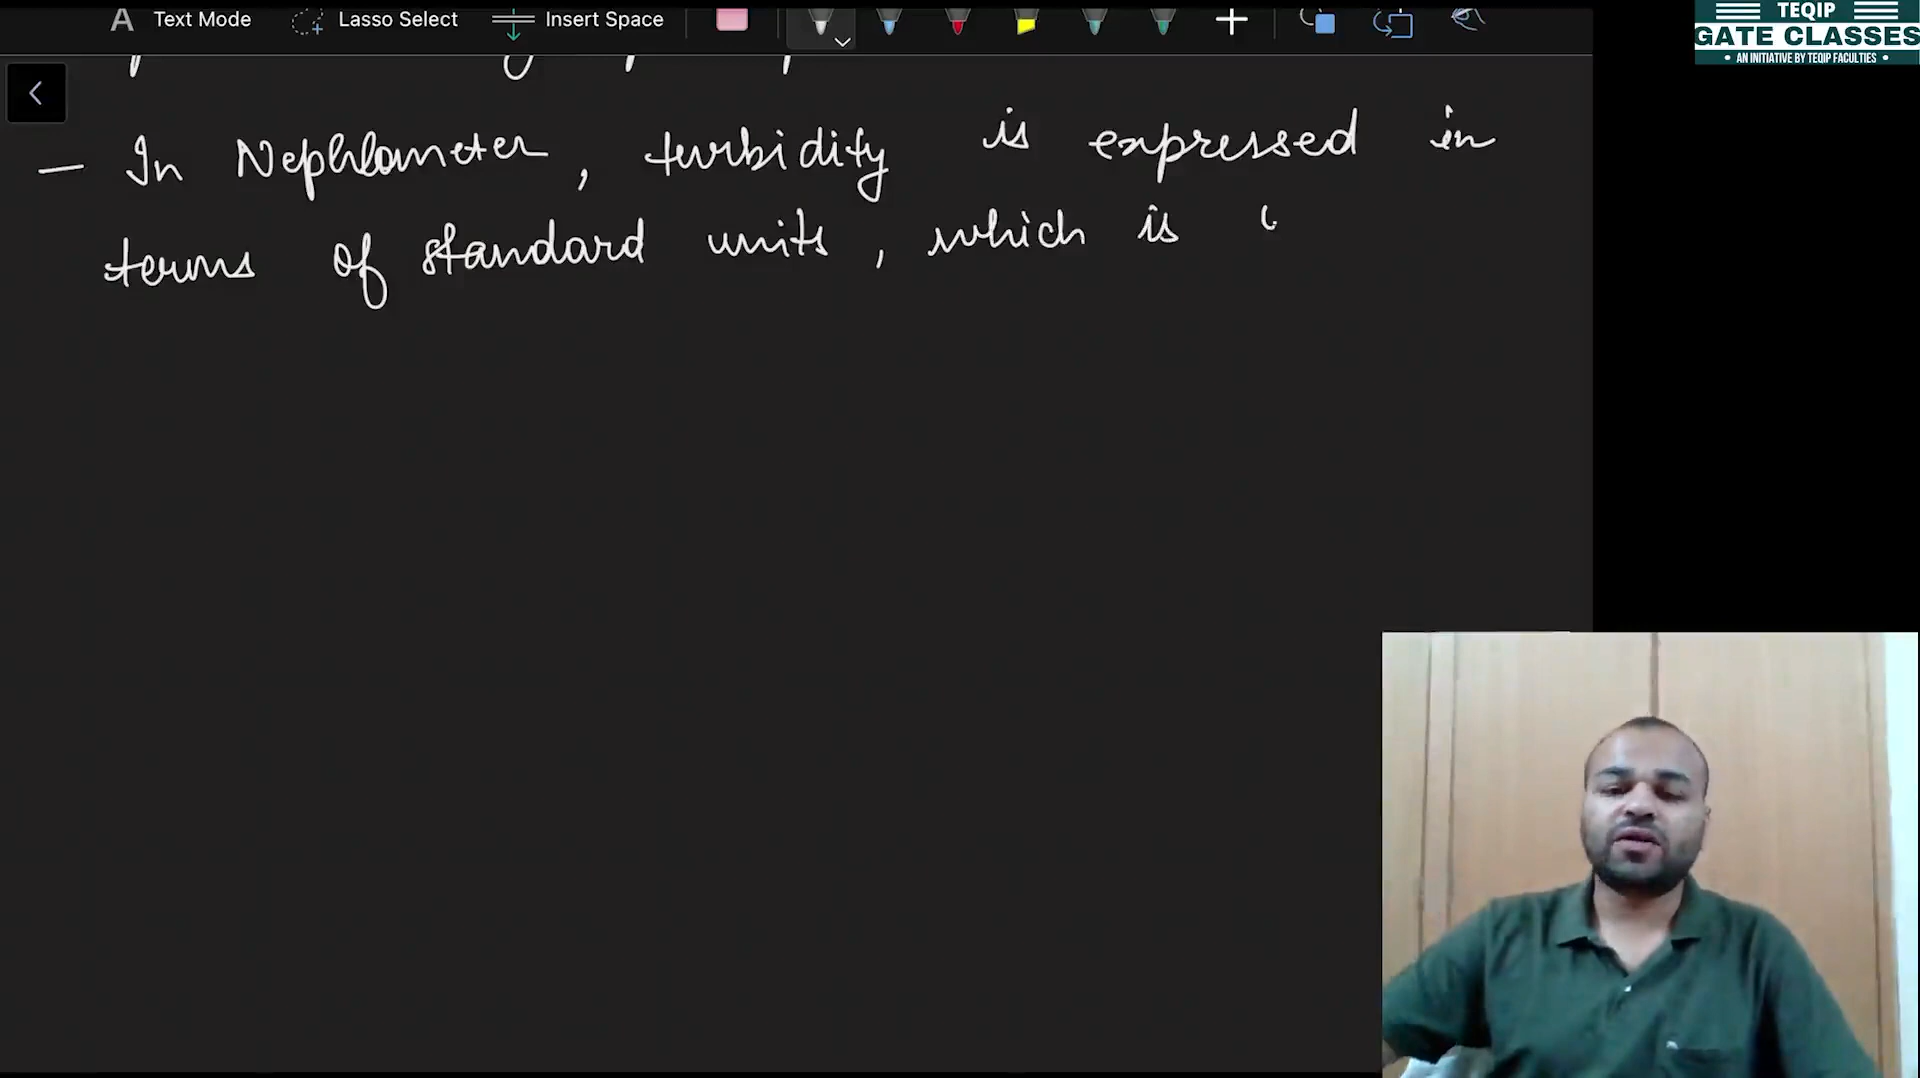 Text Mode
Lasso Select
Insert Space
TEQIP
GATE CLASSES
• AN INITIATIVE BY TEQIP FACULTIES •
– In Nephlometer, turbidity is expressed in
terms of standard units, which is